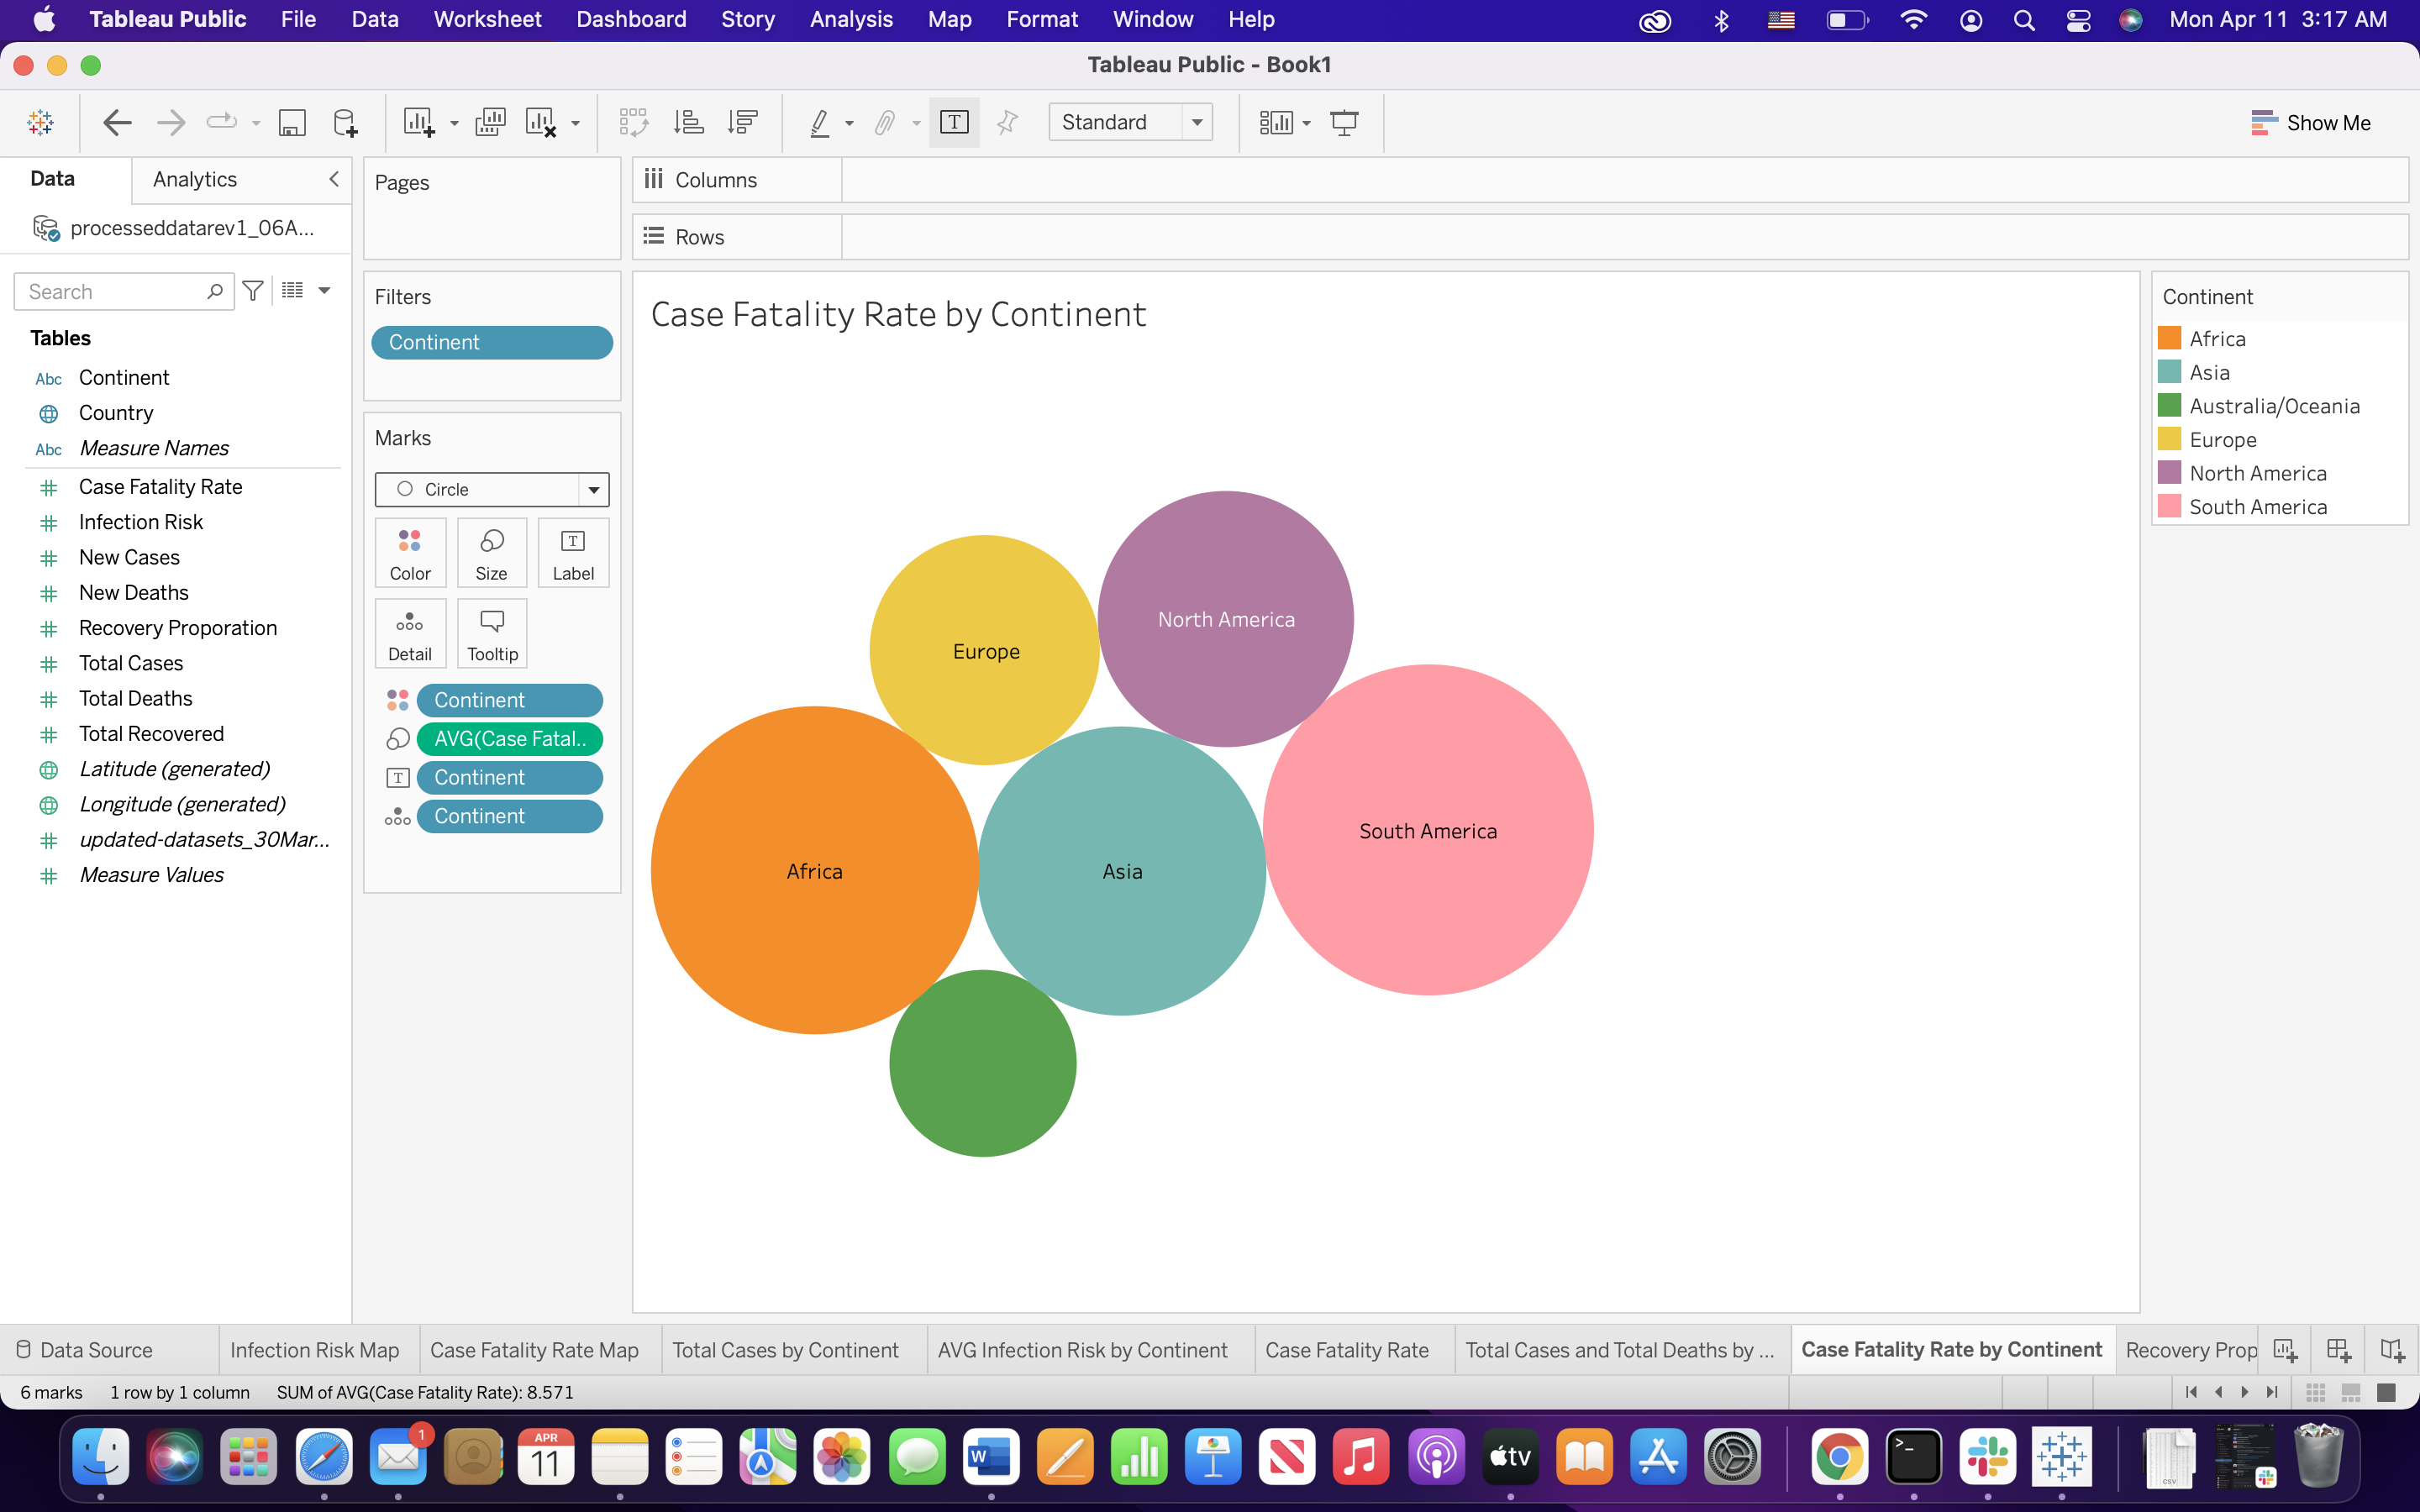 Tableau Public File Data Worksheet Dashboard Story Analysis Map Format Window Help Mon Apr 11 3:17 AM
Tableau Public - Book1
T Standard Show Me
Data Analytics
processeddatarev1_06A...
Search
Tables
Abc Continent
Country
Abc Measure Names
Case Fatality Rate
Infection Risk
New Cases
New Deaths
Recovery Proporation
Total Cases
Total Deaths
Total Recovered
Latitude (generated)
Longitude (generated)
updated-datasets_30Mar...
Measure Values
Pages
Filters
Continent
Marks
Circle
Color Size T Label
Detail Tooltip
Continent
AVG(Case Fatal..
T Continent
Continent
Columns
Rows
Case Fatality Rate by Continent
North America
Europe
South America
Africa
Asia
Continent
Africa
Asia
Australia/Oceania
Europe
North America
South America
Data Source Infection Risk Map Case Fatality Rate Map Total Cases by Continent AVG Infection Risk by Continent Case Fatality Rate Total Cases and Total Deaths by ... Case Fatality Rate by Continent Recovery Prop
6 marks 1 row by 1 column SUM of AVG(Case Fatality Rate): 8.571
1
APR
11
W
tv
>_
CSV